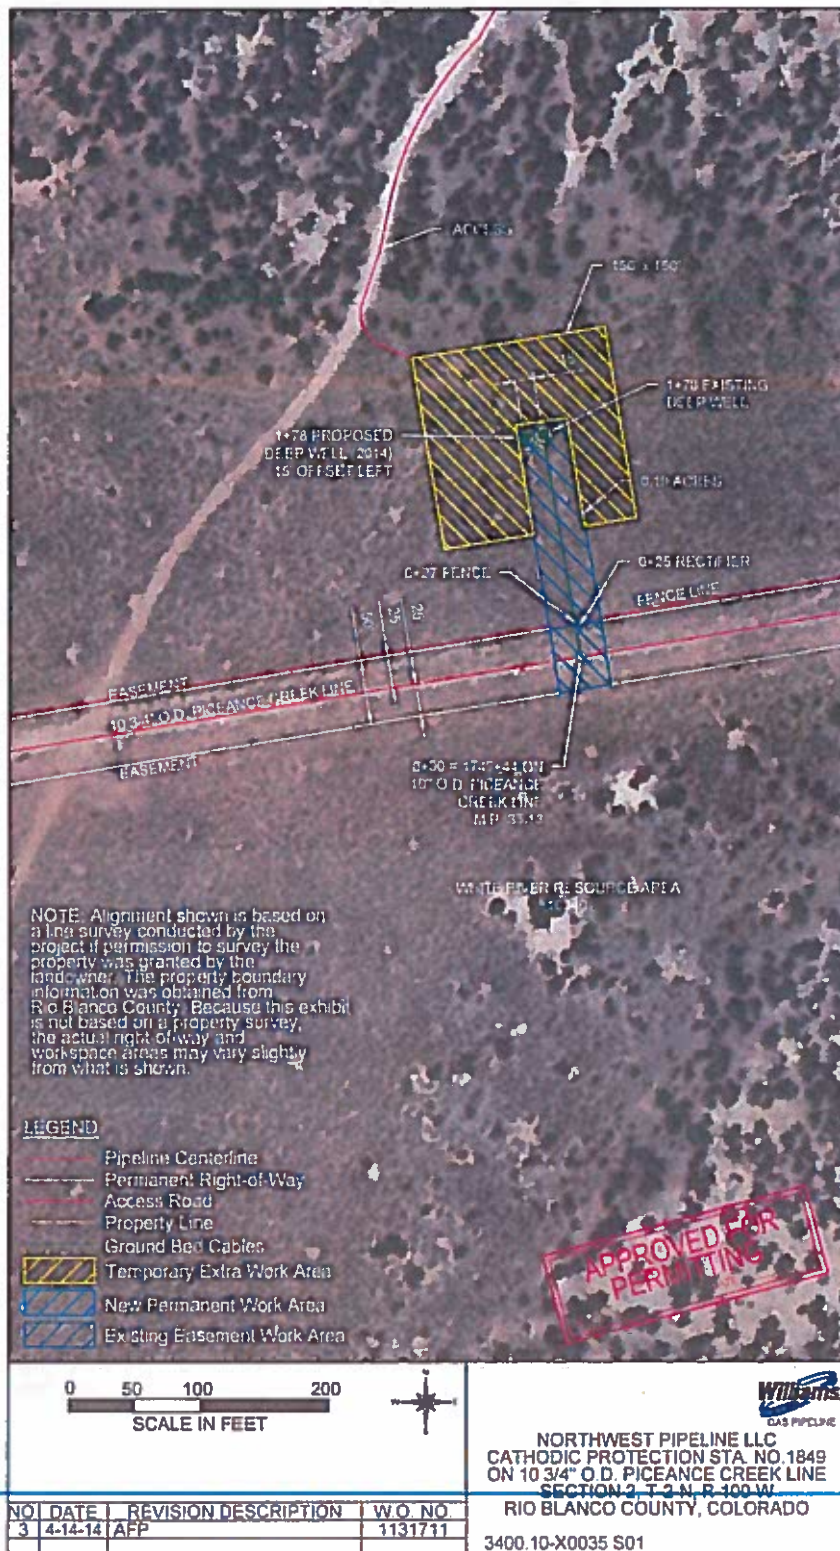 ACCESS
150' x 150'
15'
1+78 EXISTING
DEEP WELL
1+78 PROPOSED
DEEP WELL (2014)
15' OFFSET LEFT
ACRES
0+27 FENCE
0+25 RECTIFIER
FENCE LINE
50'
25'
25'
EASEMENT
10 3/4" O.D. PICEANCE CREEK LINE
EASEMENT
ON
10" O.D. PICEANCE
CREEK LINE
M.P.
WHITE RIVER RESOURCE AREA
NOTE: Alignment shown is based on
a line survey conducted by the
project if permission to survey the
property was granted by the
landowner. The property boundary
information was obtained from
Rio Blanco County. Because this exhibit
is not based on a property survey,
the actual right-of-way and
workspace areas may vary slightly
from what is shown.
LEGEND
Pipeline Centerline
Permanent Right-of-Way
Access Road
Property Line
Ground Bed Cables
Temporary Extra Work Area
New Permanent Work Area
Existing Easement Work Area
APPROVED FOR
PERMITTING
0 50 100 200
SCALE IN FEET
W
Williams
GAS PIPELINE
NORTHWEST PIPELINE LLC
CATHODIC PROTECTION STA. NO.1849
ON 10 3/4" O.D. PICEANCE CREEK LINE
SECTION 2, T-2-N, R-100-W
RIO BLANCO COUNTY, COLORADO
NO DATE REVISION DESCRIPTION W.O. NO.
3 4-14-14 AFP 1131711
3400.10-X0035 S01